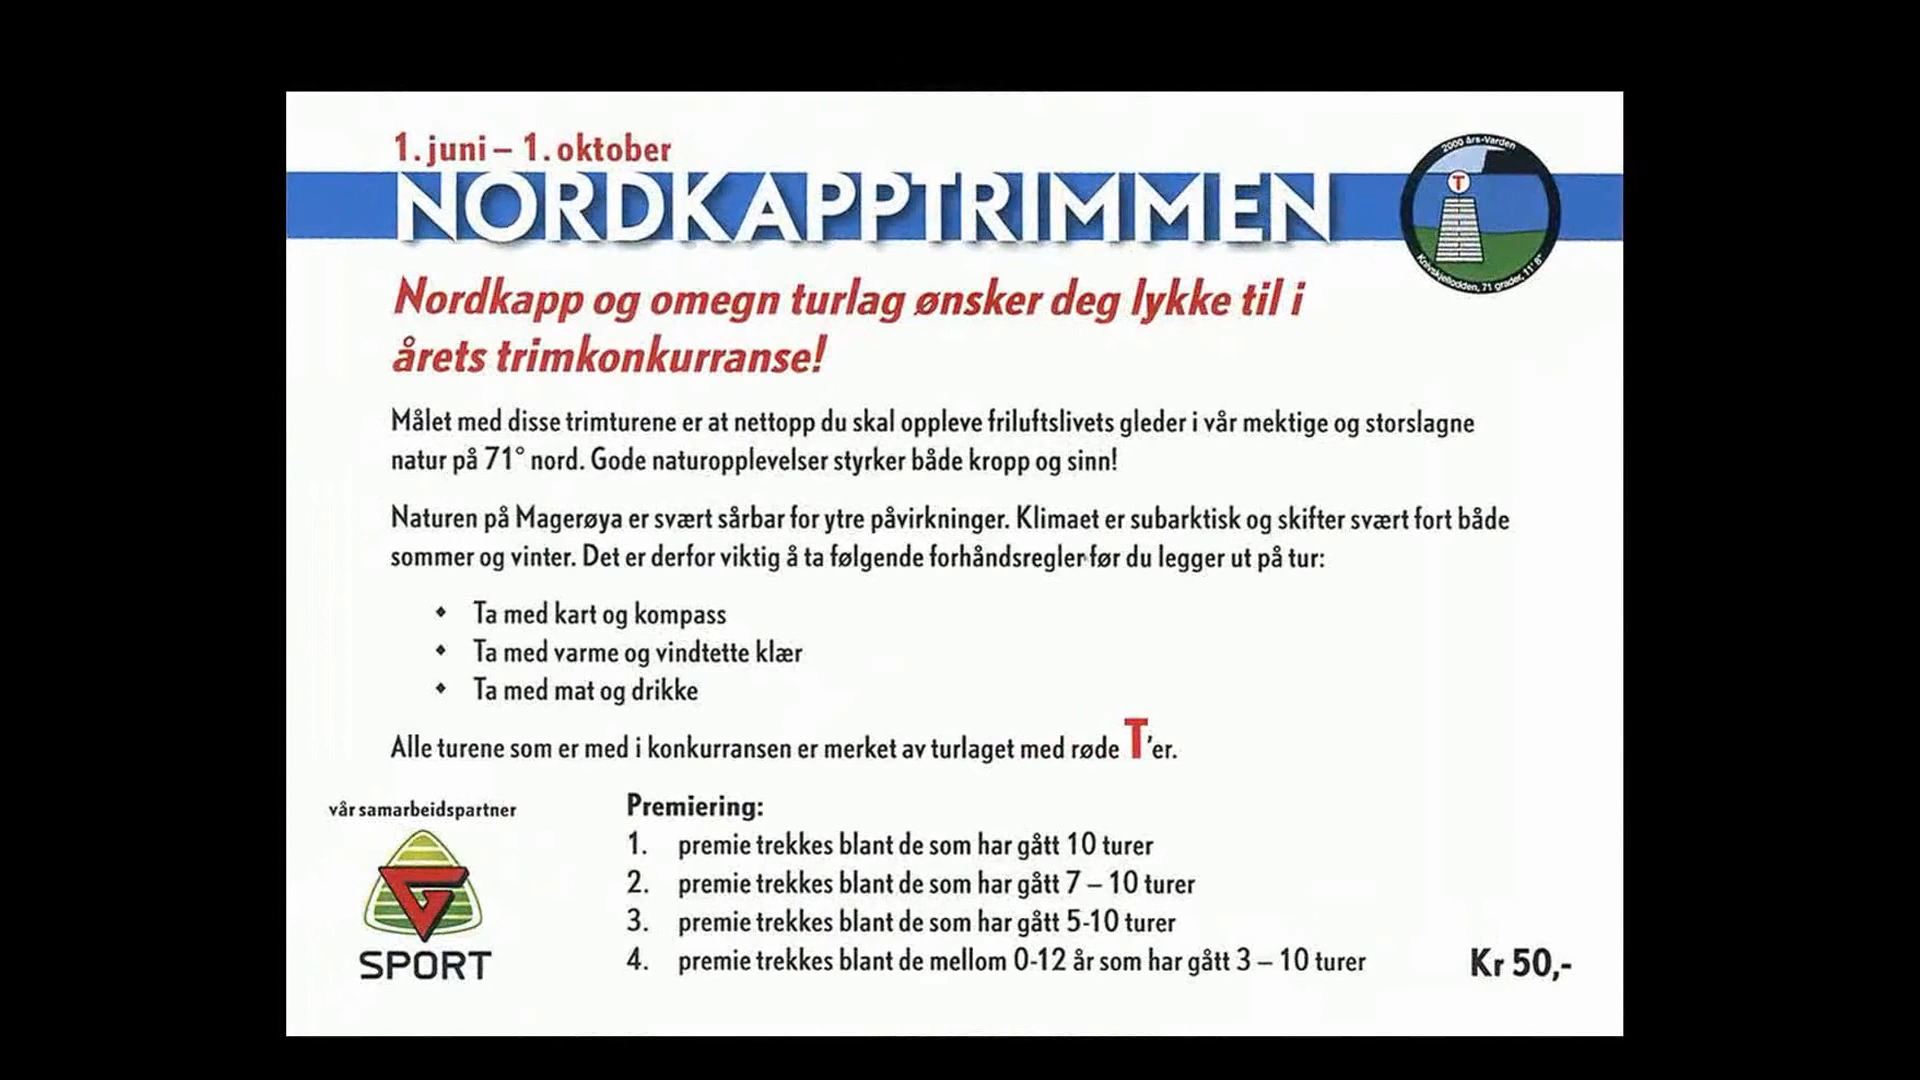 1. juni – 1. oktober
NORDKAPPTRIMMEN
2000 års-Varden
T
Knivskjellodden, 71 grader, 11' 8"
Nordkapp og omegn turlag ønsker deg lykke til i
årets trimkonkurranse!
Målet med disse trimturene er at nettopp du skal oppleve friluftslivets gleder i vår mektige og storslagne
natur på 71° nord. Gode naturopplevelser styrker både kropp og sinn!
Naturen på Magerøya er svært sårbar for ytre påvirkninger. Klimaet er subarktisk og skifter svært fort både
sommer og vinter. Det er derfor viktig å ta følgende forhåndsregler før du legger ut på tur:
• Ta med kart og kompass
• Ta med varme og vindtette klær
• Ta med mat og drikke
Alle turene som er med i konkurransen er merket av turlaget med røde T'er.
vår samarbeidspartner
G
SPORT
Premiering:
1. premie trekkes blant de som har gått 10 turer
2. premie trekkes blant de som har gått 7 – 10 turer
3. premie trekkes blant de som har gått 5-10 turer
4. premie trekkes blant de mellom 0-12 år som har gått 3 – 10 turer
Kr 50,-